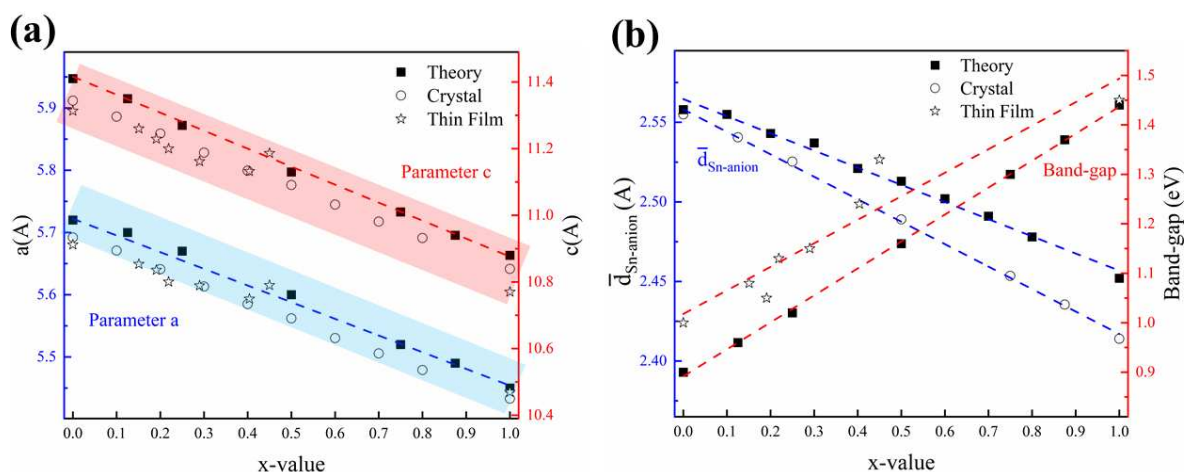 (a)
Theory
Crystal
Thin Film
Parameter c
Parameter a
5.9
5.8
5.7
5.6
5.5
a(A)
11.4
11.2
11.0
10.8
10.6
10.4
c(A)
0.0 0.1 0.2 0.3 0.4 0.5 0.6 0.7 0.8 0.9 1.0
x-value
(b)
Theory
Crystal
Thin Film
d̅Sn-anion
Band-gap
2.55
2.50
2.45
2.40
d̅Sn-anion (A)
1.5
1.4
1.3
1.2
1.1
1.0
0.9
Band-gap (eV)
0.0 0.1 0.2 0.3 0.4 0.5 0.6 0.7 0.8 0.9 1.0
x-value